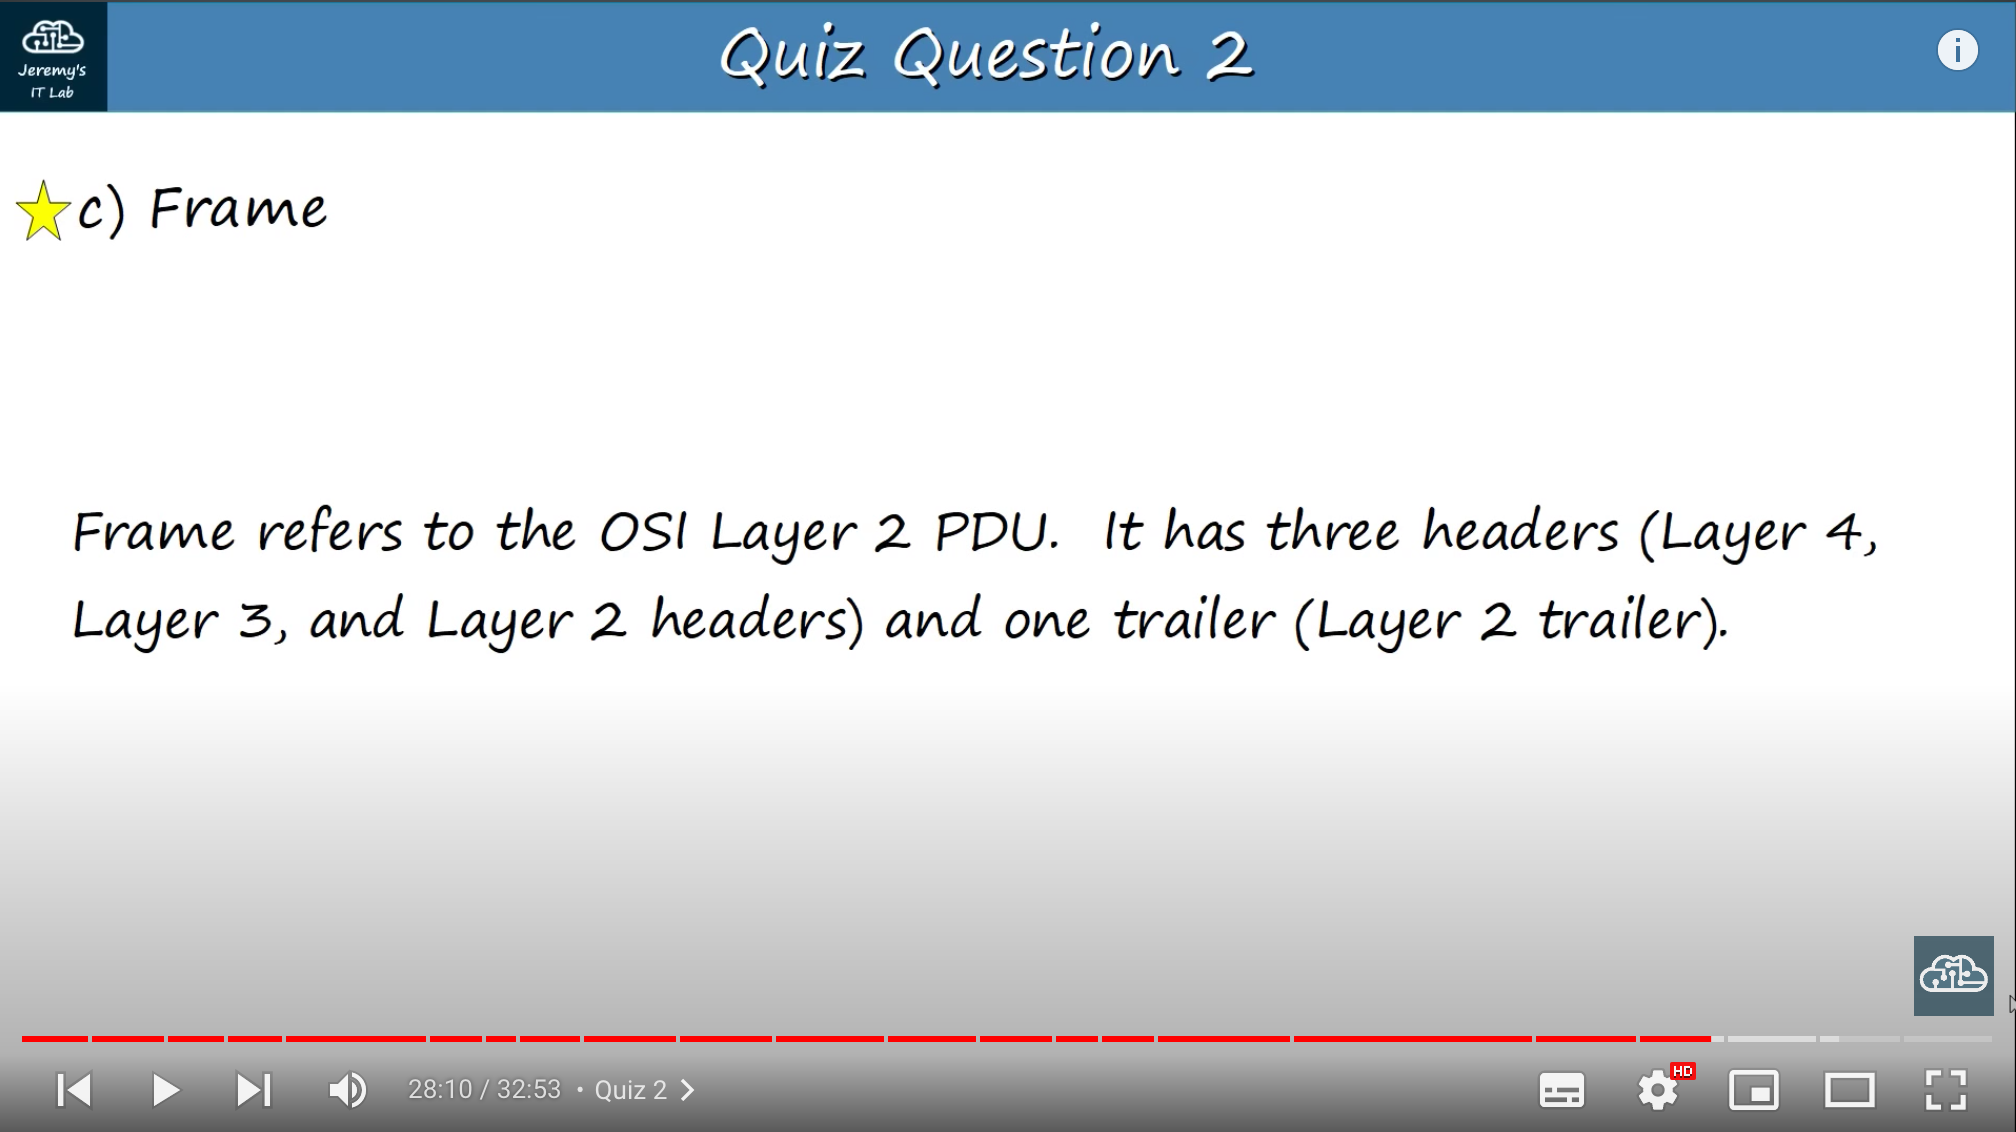 Jeremy's
IT Lab
Quiz Question 2
c) Frame
Frame refers to the OSI Layer 2 PDU. It has three headers (Layer 4,
Layer 3, and Layer 2 headers) and one trailer (Layer 2 trailer).
28:10 / 32:53 • Quiz 2
HD